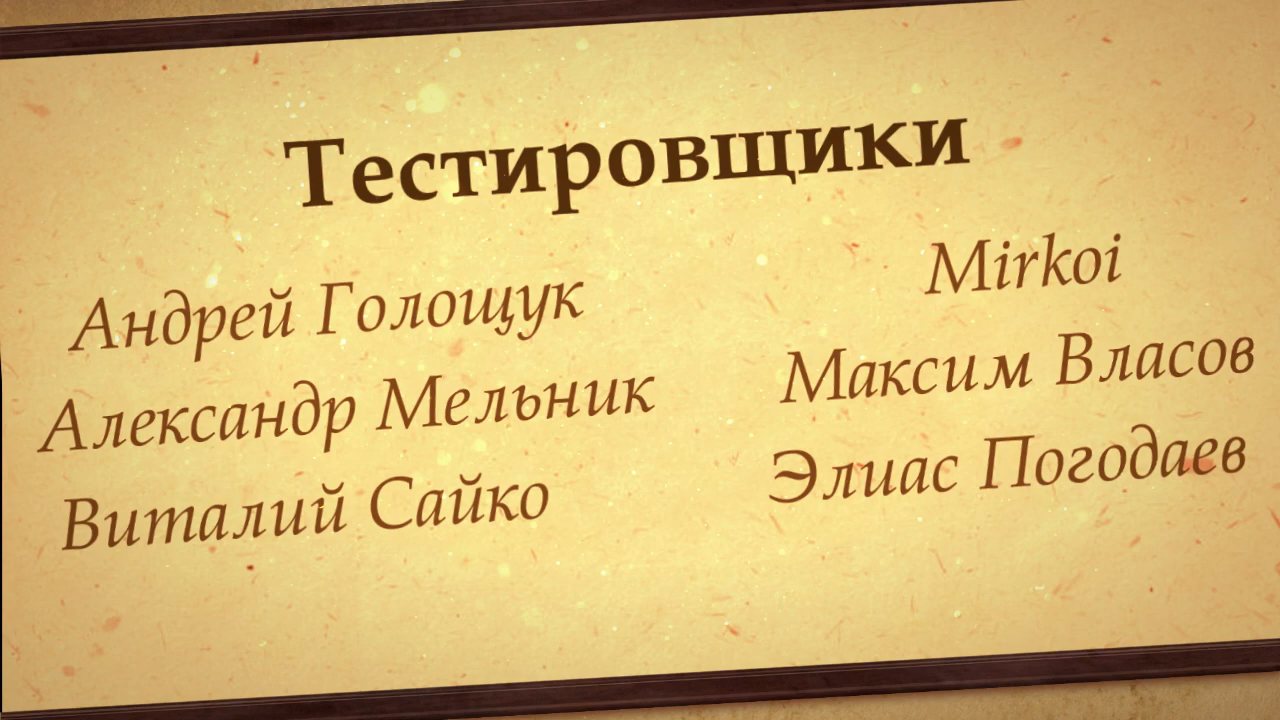 Тестировщики
Андрей Голощук
Александр Мельник
Виталий Сайко
Mirkoi
Максим Власов
Элиас Погодаев